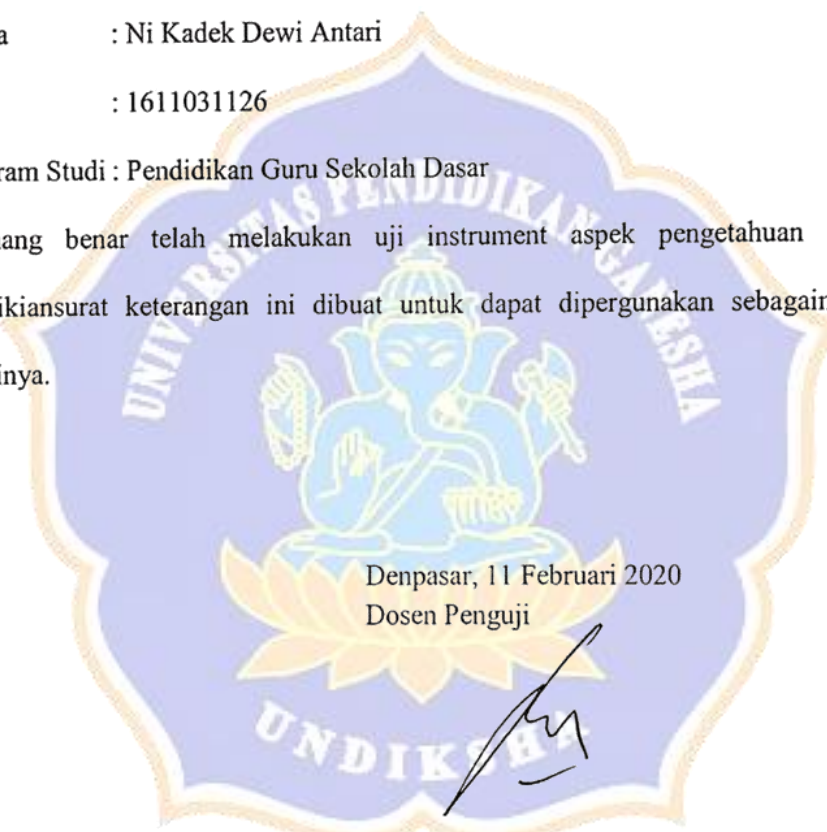 a : Ni Kadek Dewi Antari
: 1611031126
ram Studi : Pendidikan Guru Sekolah Dasar
ang benar telah melakukan uji instrument aspek pengetahuan
ikiansurat keterangan ini dibuat untuk dapat dipergunakan sebagain
inya.
UNIVERSITAS PENDIDIKAN GANESHA
Denpasar, 11 Februari 2020
Dosen Penguji
UNDIKSHA